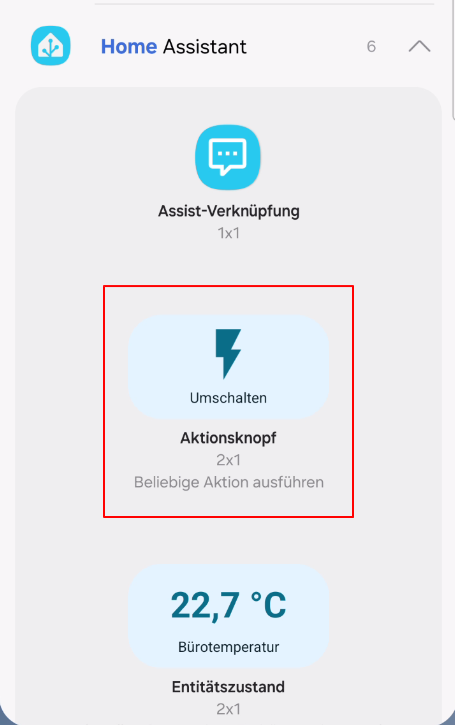 Home Assistant 6
Assist-Verknüpfung
1x1
Umschalten
Aktionsknopf
2x1
Beliebige Aktion ausführen
22,7 °C
Bürotemperatur
Entitätszustand
2x1